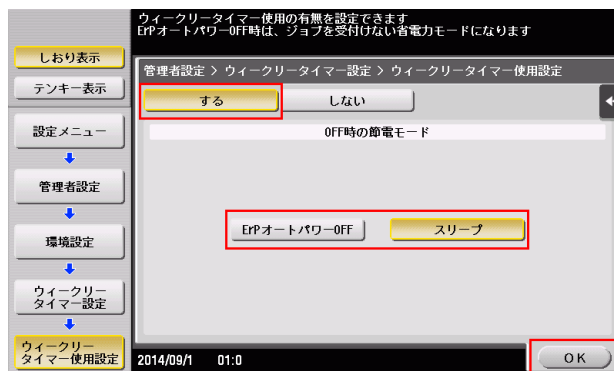 ウィークリータイマー使用の有無を設定できます
ErPオートパワーOFF時は、ジョブを受付けない省電力モードになります
しおり表示
テンキー表示
設定メニュー
管理者設定
環境設定
ウィークリー
タイマー設定
ウィークリー
タイマー使用設定
管理者設定 > ウィークリータイマー設定 > ウィークリータイマー使用設定
する
しない
OFF時の節電モード
ErPオートパワーOFF
スリープ
2014/09/1 01:0
OK